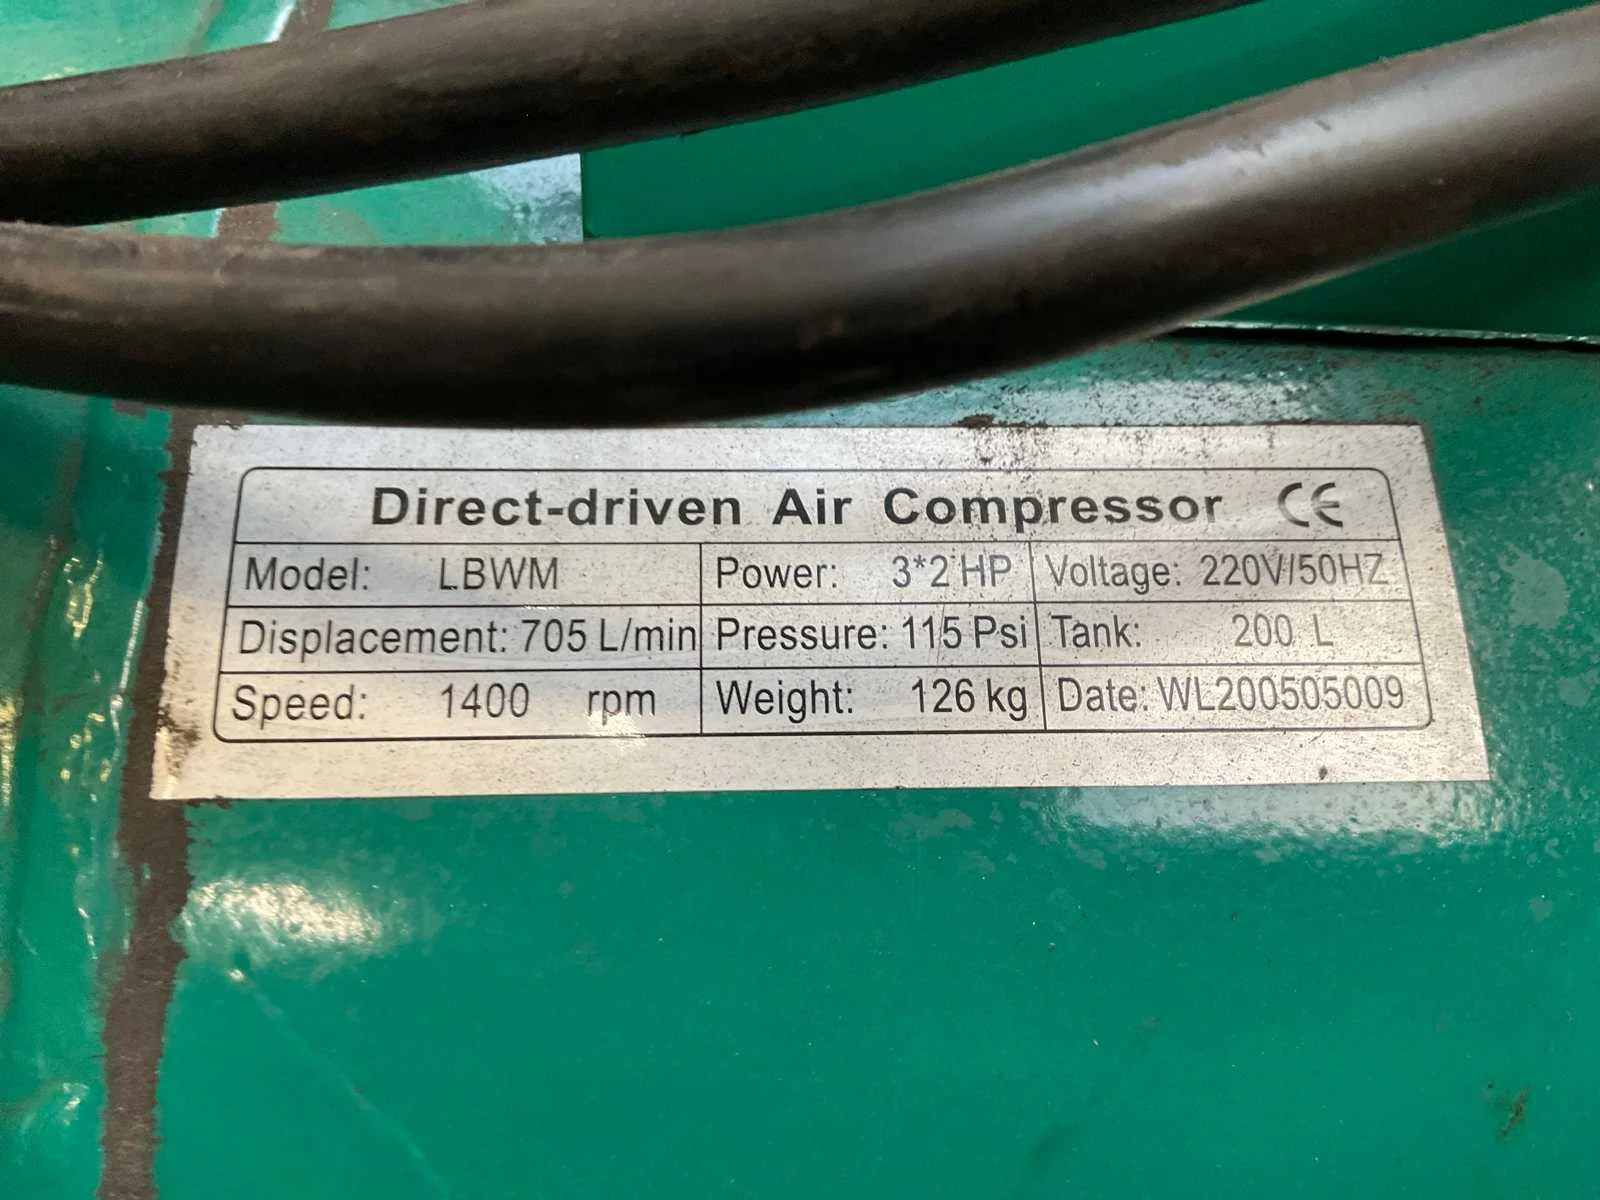 Direct-driven Air Compressor CE
Model: LBWM Power: 3*2 HP Voltage: 220V/50HZ
Displacement: 705 L/min Pressure: 115 Psi Tank: 200 L
Speed: 1400 rpm Weight: 126 kg Date: WL200505009